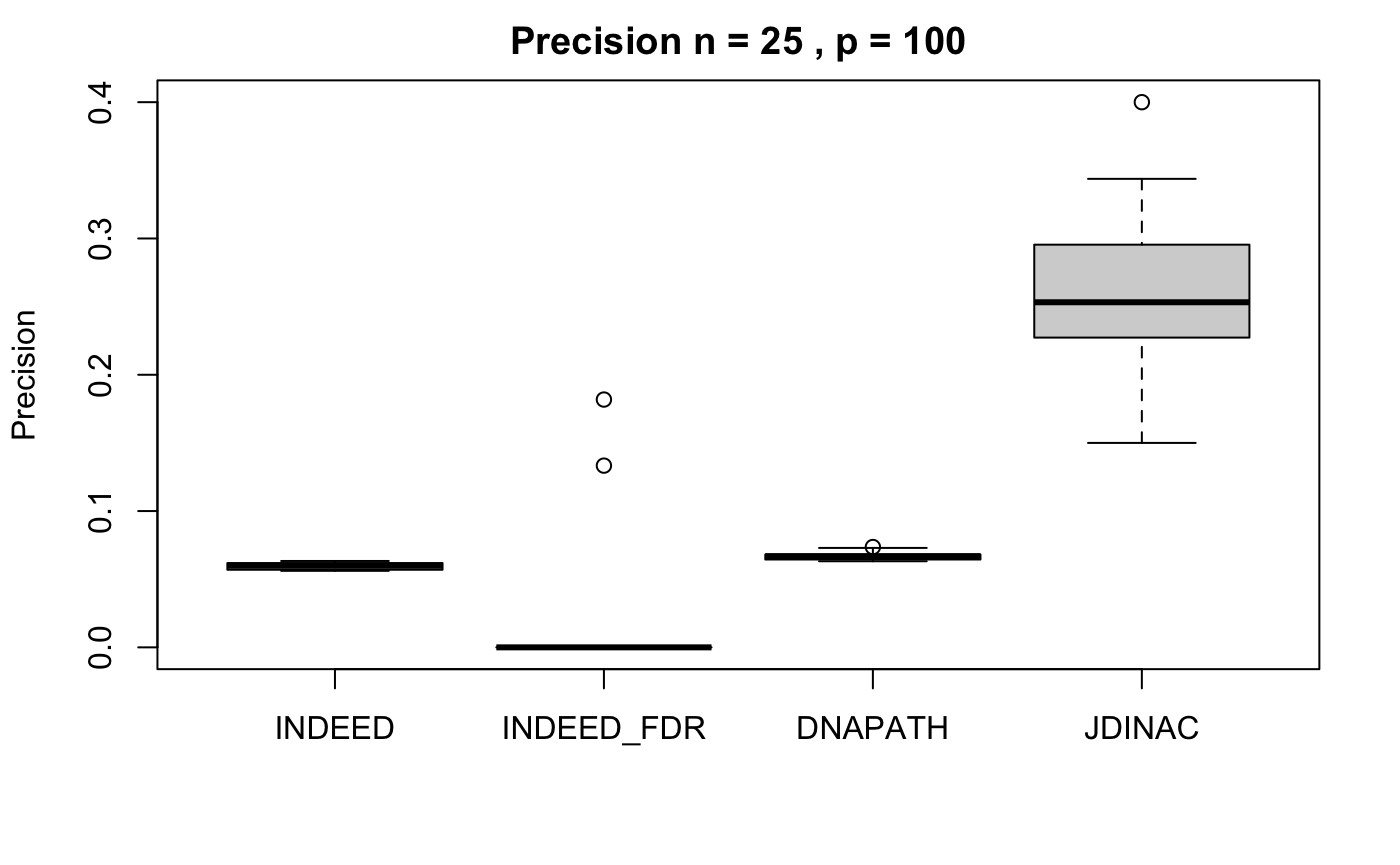 Precision n = 25 , p = 100
Precision
0.4
0.3
0.2
0.1
0.0
INDEED INDEED_FDR DNAPATH JDINAC